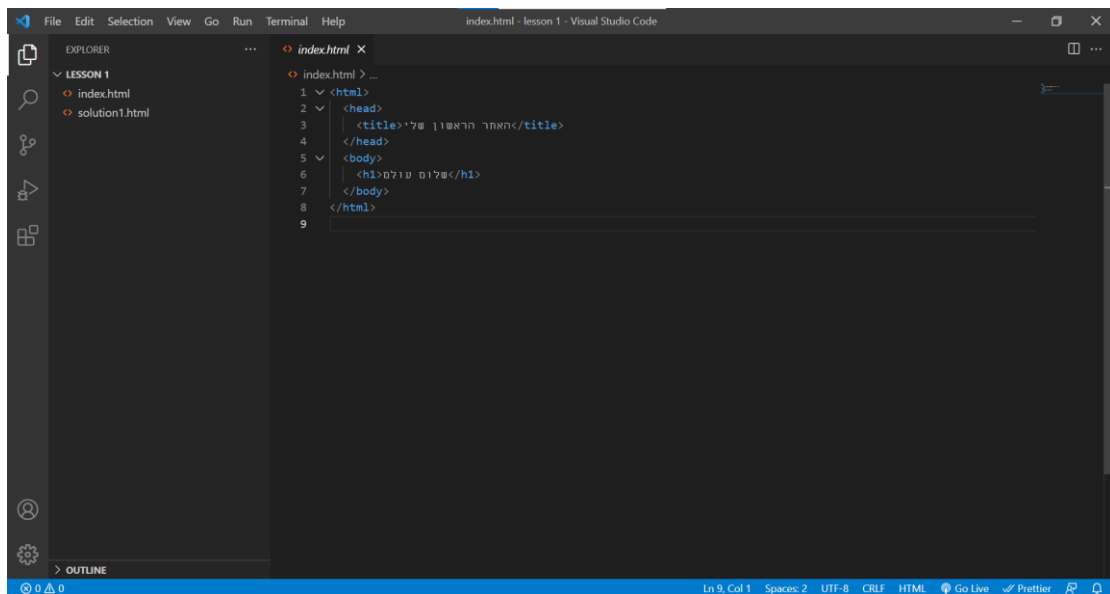 File Edit Selection View Go Run Terminal Help index.html - lesson 1 - Visual Studio Code
EXPLORER
LESSON 1
index.html
solution1.html
OUTLINE
index.html
index.html > ...
1 <html>
2 <head>
3 <title>האתר הראשון שלי</title>
4 </head>
5 <body>
6 <h1>שלום עולם</h1>
7 </body>
8 </html>
9
0 0 Ln 9, Col 1 Spaces: 2 UTF-8 CRLF HTML Go Live Prettier